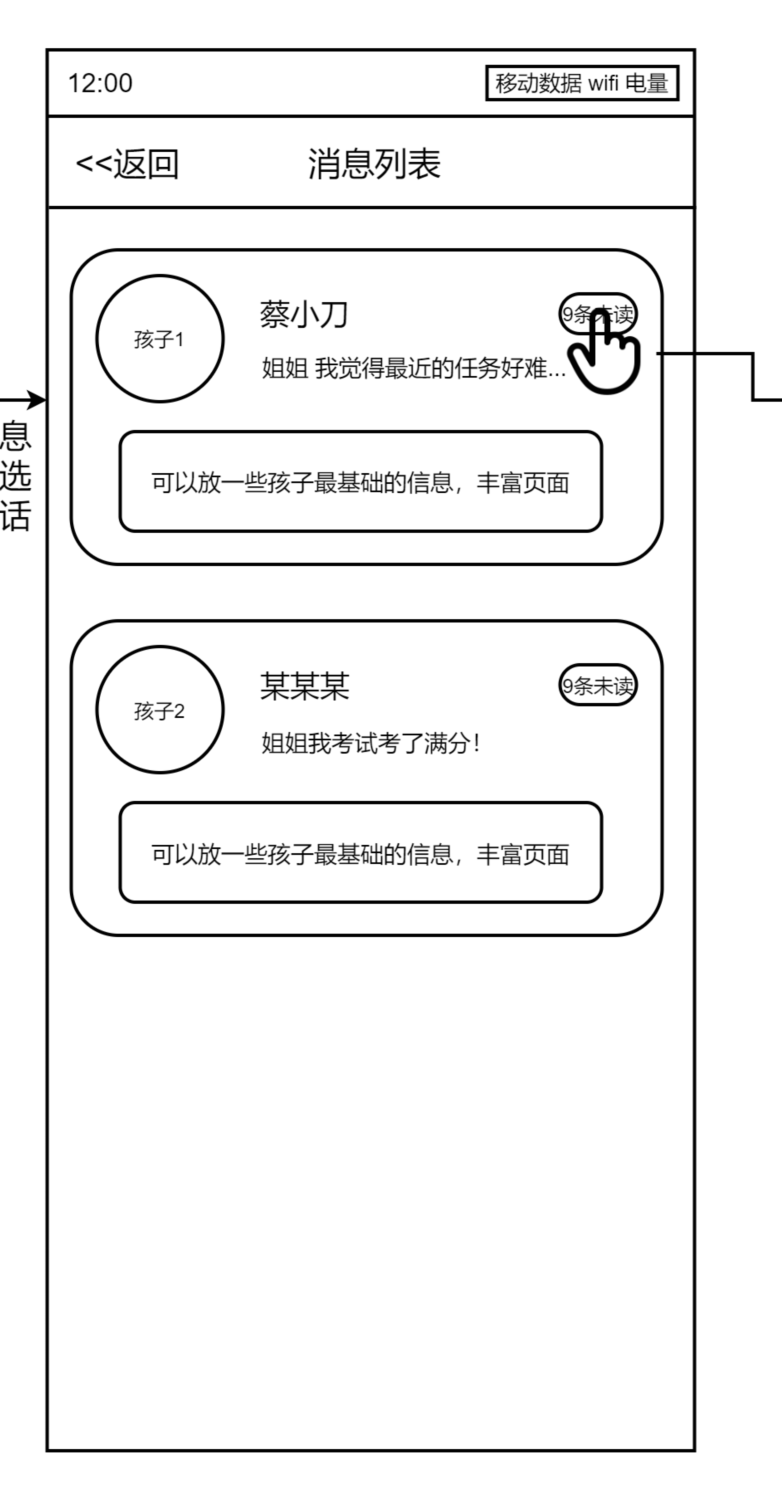 12:00
移动数据 wifi 电量
<<返回
消息列表
孩子1
蔡小刀
9条未读
姐姐 我觉得最近的任务好难...
可以放一些孩子最基础的信息，丰富页面
息
选
话
孩子2
某某某
9条未读
姐姐我考试考了满分！
可以放一些孩子最基础的信息，丰富页面